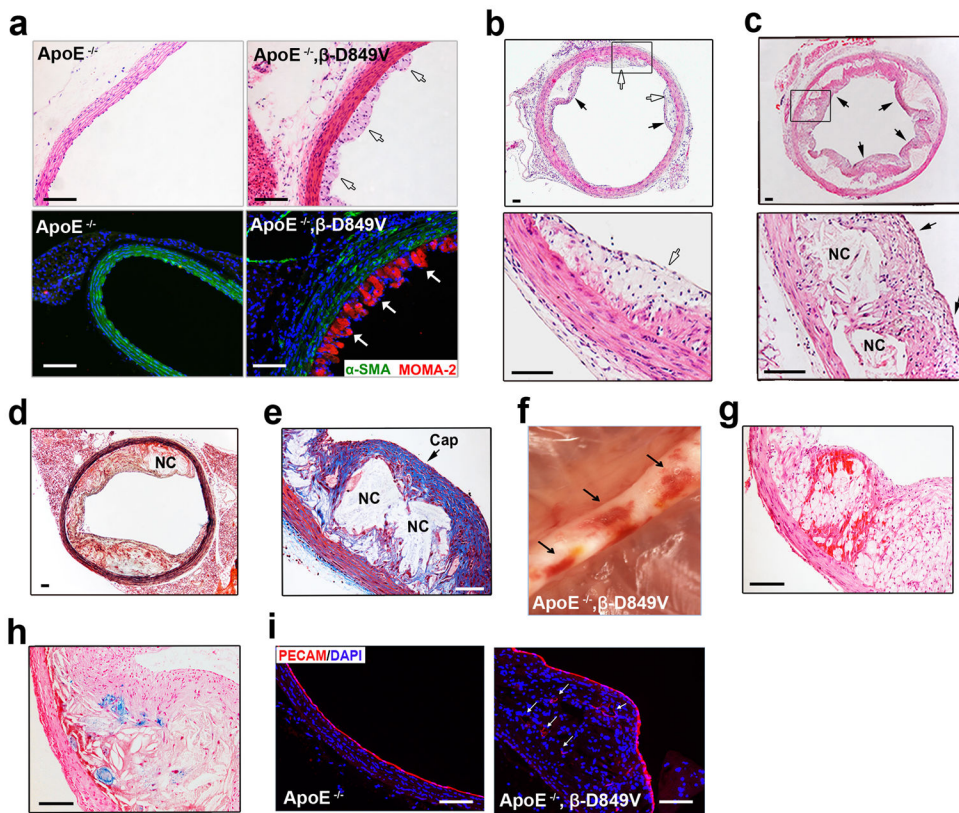 a
ApoE -/-
ApoE -/-,β-D849V
ApoE -/-
ApoE -/-,β-D849V
α-SMA MOMA-2
b
c
NC
NC
d
NC
e
Cap
NC
NC
f
ApoE -/-,β-D849V
g
h
i
PECAM/DAPI
ApoE -/-
ApoE -/-, β-D849V